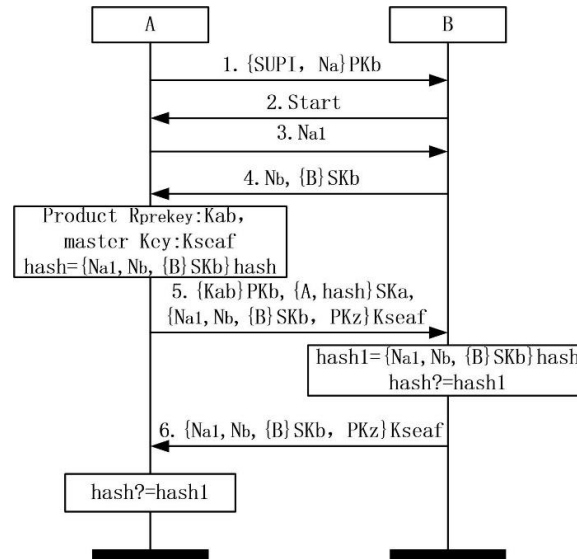 A B
1. {SUPI, Na}PKb
2. Start
3. Na1
4. Nb, {B}SKb
Product Rprekey:Kab,
master Key:Kseaf
hash={Na1, Nb, {B}SKb}hash
5. {Kab}PKb, {A, hash}SKa,
{Na1, Nb, {B}SKb, PKz}Kseaf
hash1={Na1, Nb, {B}SKb}hash
hash?=hash1
6. {Na1, Nb, {B}SKb, PKz}Kseaf
hash?=hash1